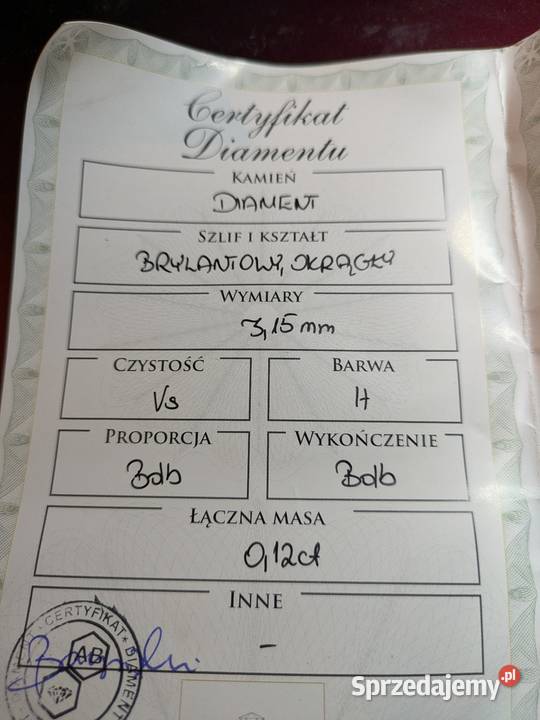 Certyfikat
Diamentu
KAMIEŃ
DIAMENT
SZLIF I KSZTAŁT
BRYLANTOWY, OKRĄGŁY
WYMIARY
3,15 mm
CZYSTOŚĆ
BARWA
Vs
H
PROPORCJA
WYKOŃCZENIE
Bdb
Bdb
ŁĄCZNA MASA
0,12ct
INNE
-
CERTYFIKAT
DIAMENT
AB
Sprzedajemy.pl